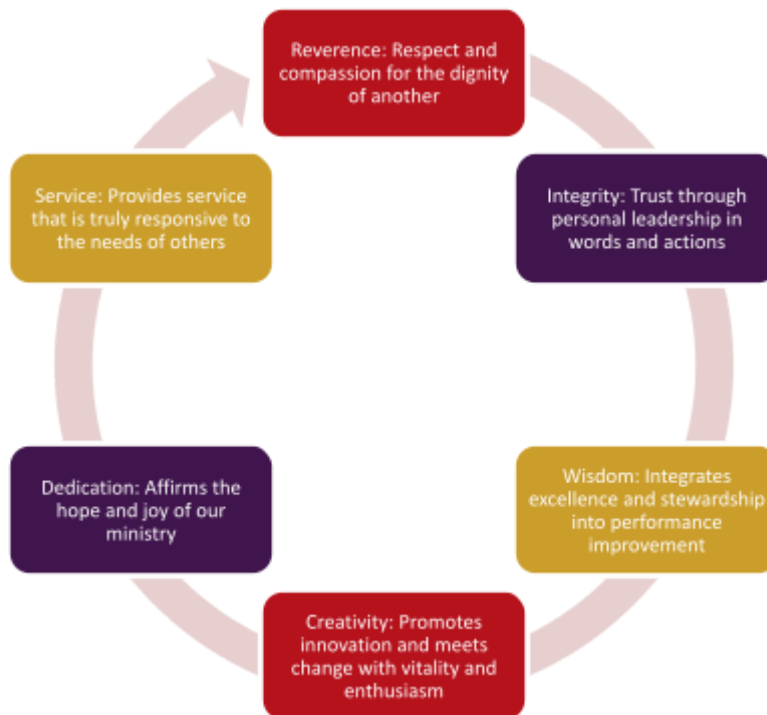 Reverence: Respect and
compassion for the dignity
of another
Integrity: Trust through
personal leadership in
words and actions
Wisdom: Integrates
excellence and stewardship
into performance
improvement
Creativity: Promotes
innovation and meets
change with vitality and
enthusiasm
Dedication: Affirms the
hope and joy of our
ministry
Service: Provides service
that is truly responsive to
the needs of others